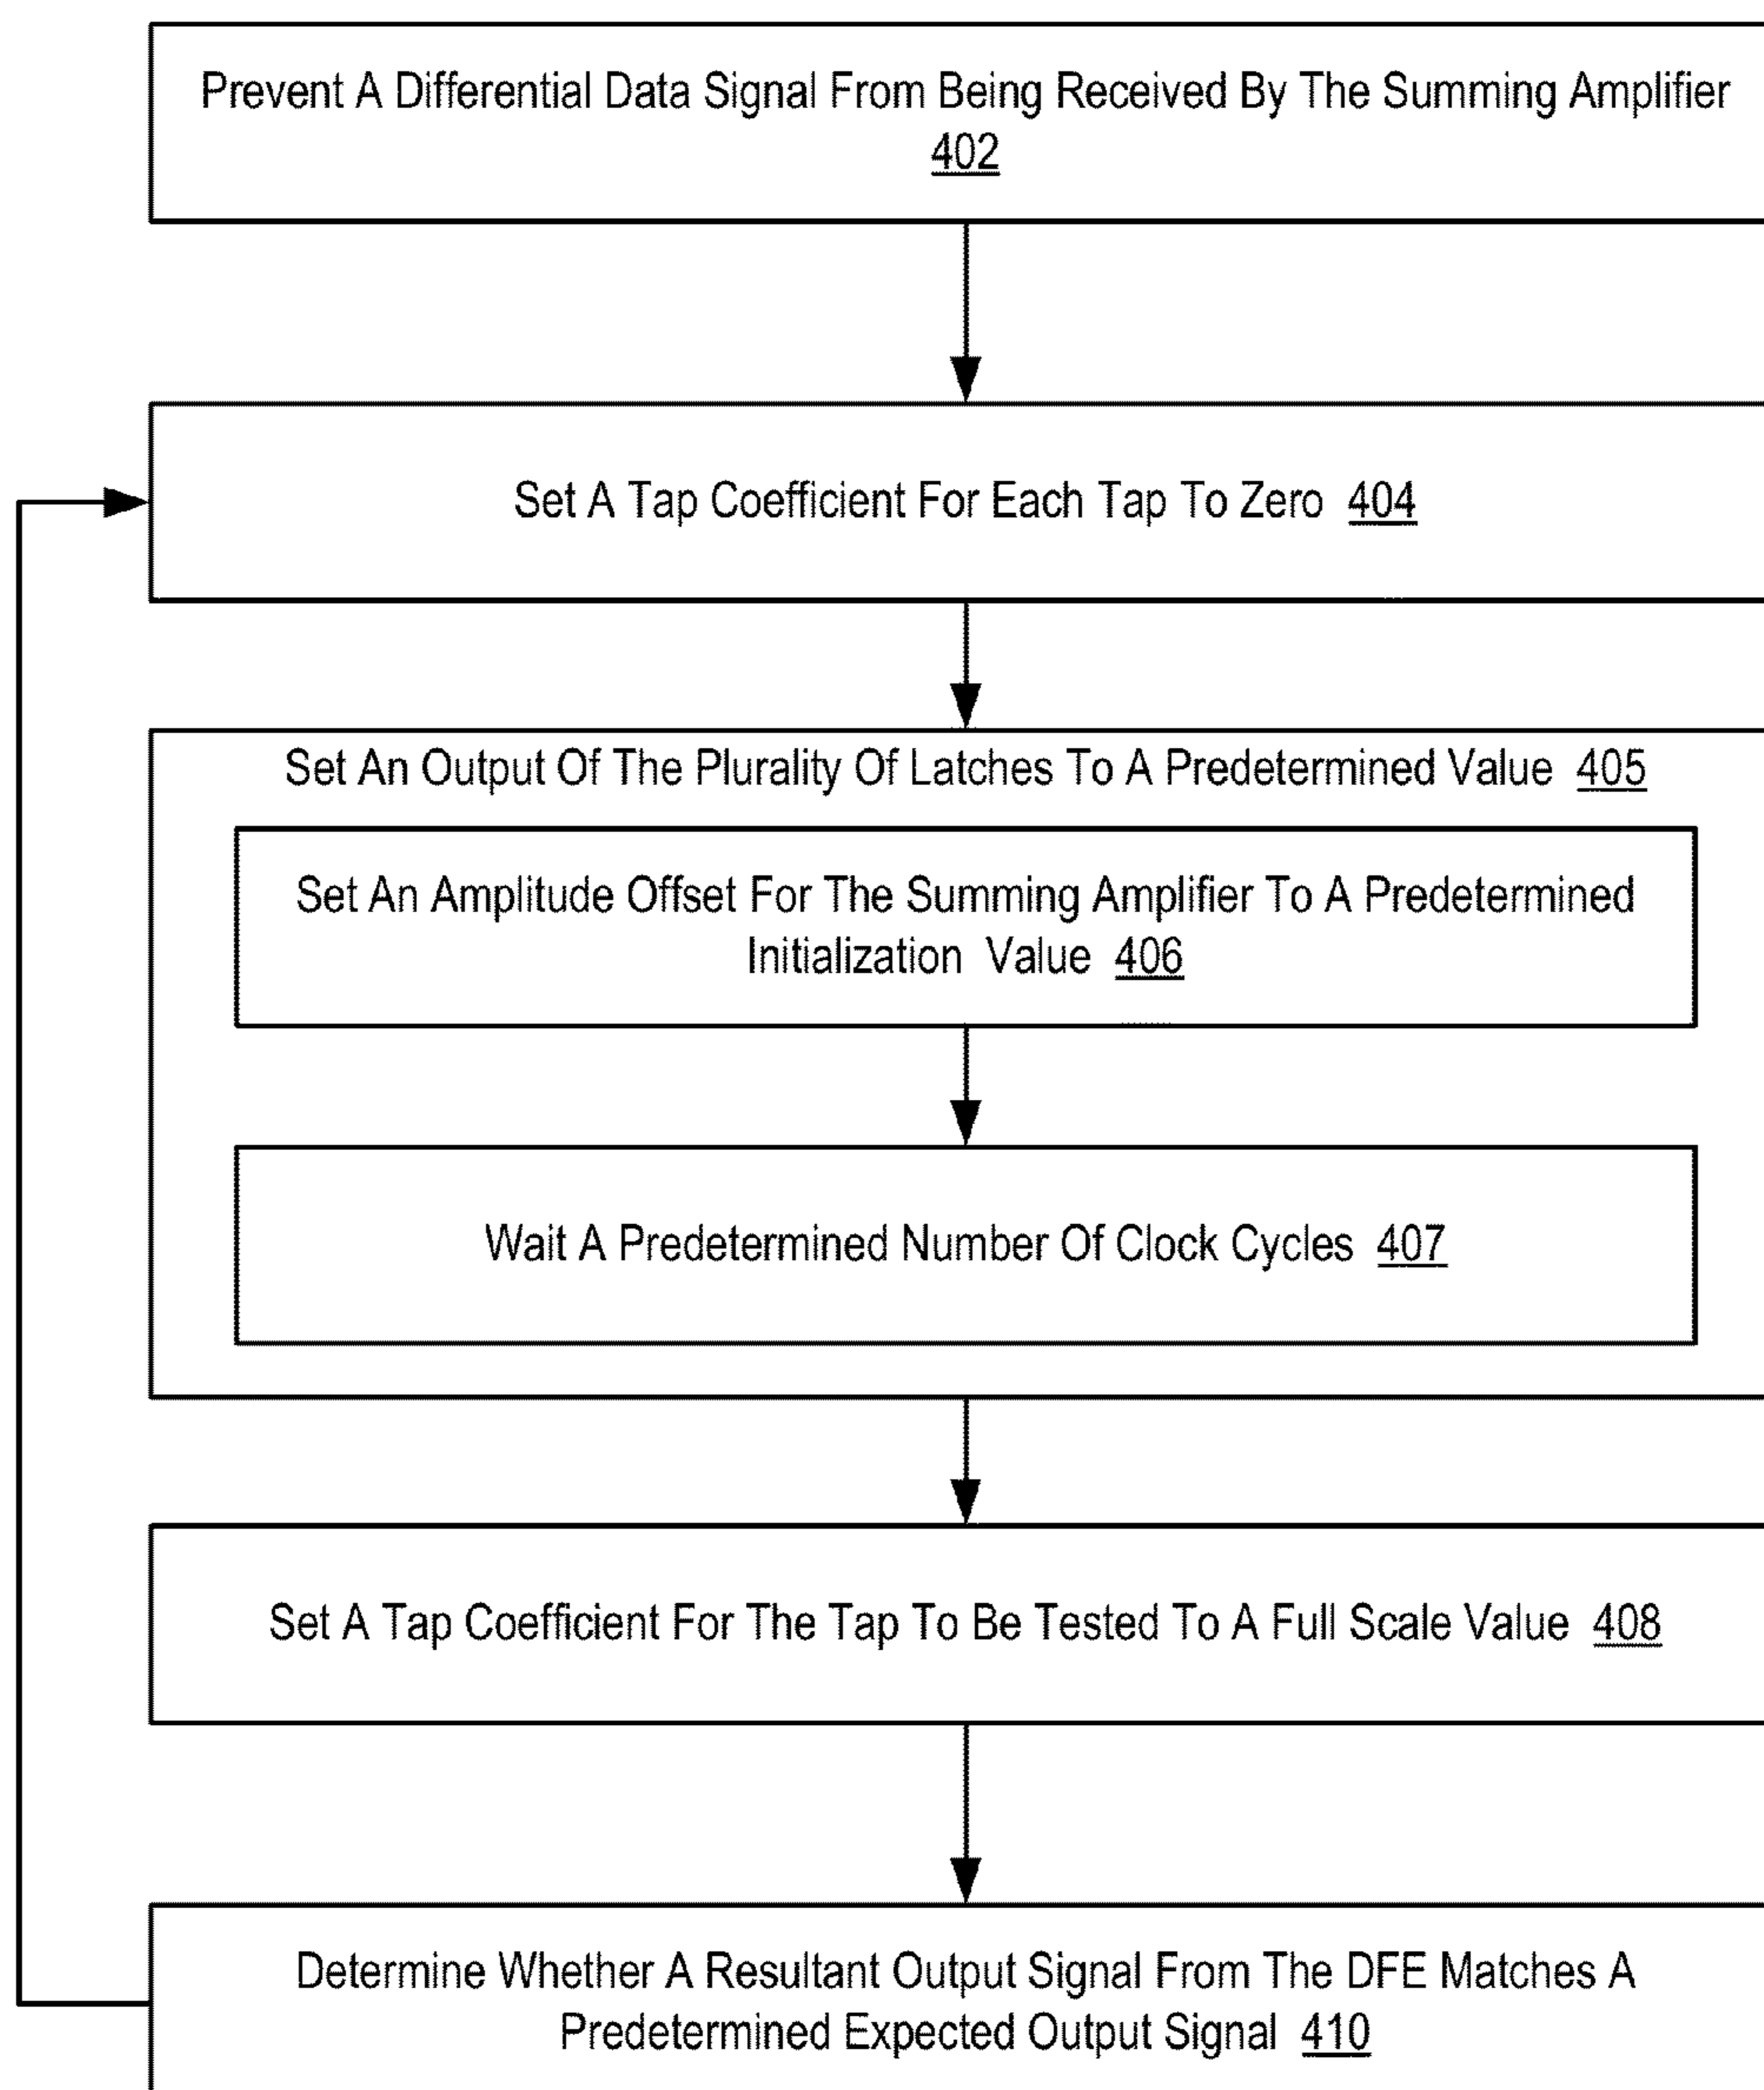 Prevent A Differential Data Signal From Being Received By The Summing Amplifier
402
Set A Tap Coefficient For Each Tap To Zero 404
Set An Output Of The Plurality Of Latches To A Predetermined Value 405
Set An Amplitude Offset For The Summing Amplifier To A Predetermined
Initialization Value 406
Wait A Predetermined Number Of Clock Cycles 407
Set A Tap Coefficient For The Tap To Be Tested To A Full Scale Value 408
Determine Whether A Resultant Output Signal From The DFE Matches A
Predetermined Expected Output Signal 410